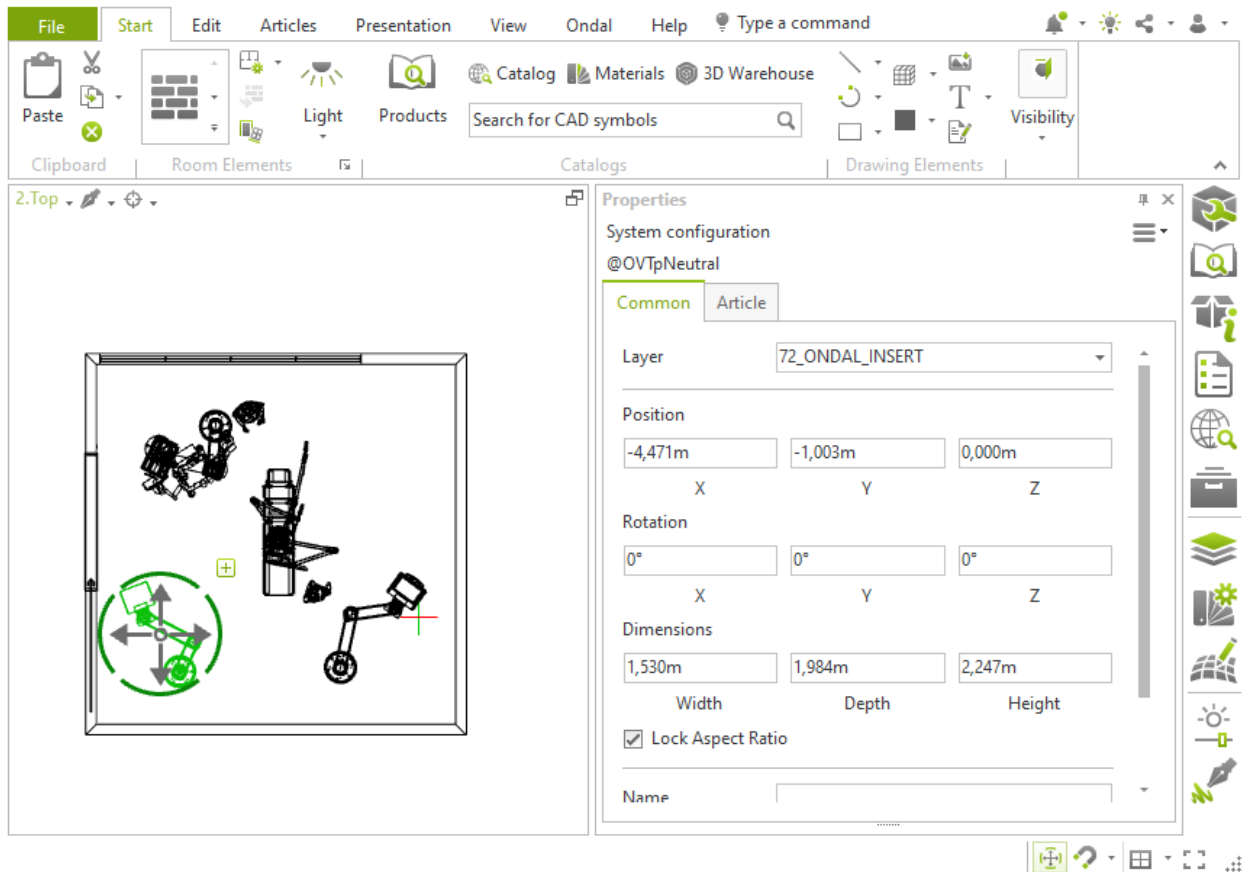 File Start Edit Articles Presentation View Ondal Help Type a command
Catalog Materials 3D Warehouse
Paste Light Products Search for CAD symbols Visibility
Clipboard Room Elements Catalogs Drawing Elements
2.Top
Properties
System configuration
@OVTpNeutral
Common Article
Layer 72_ONDAL_INSERT
Position
-4,471m -1,003m 0,000m
X Y Z
Rotation
0° 0° 0°
X Y Z
Dimensions
1,530m 1,984m 2,247m
Width Depth Height
Lock Aspect Ratio
Name